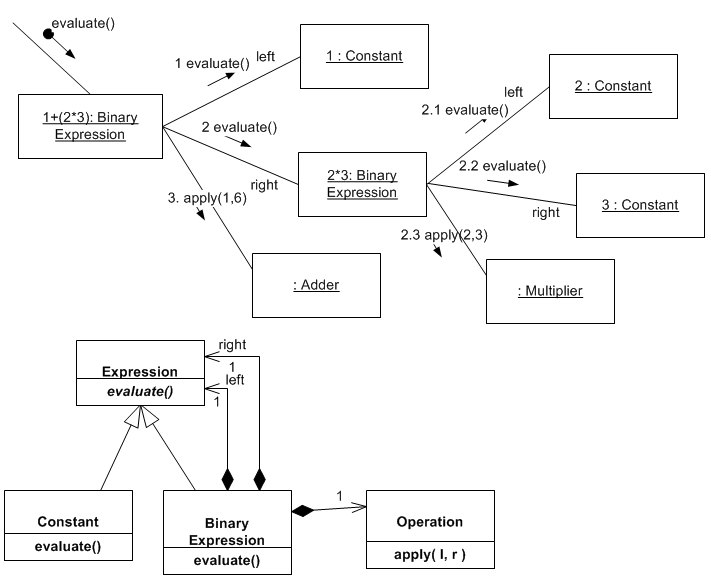 evaluate()
1 evaluate()
left
1 : Constant
1+(2*3): Binary
Expression
2 evaluate()
right
3. apply(1,6)
2*3: Binary
Expression
left
2.1 evaluate()
2 : Constant
2.2 evaluate()
right
3 : Constant
2.3 apply(2,3)
: Adder
: Multiplier
right
1
left
1
Expression
evaluate()
Constant
evaluate()
Binary
Expression
evaluate()
1
Operation
apply( l, r )